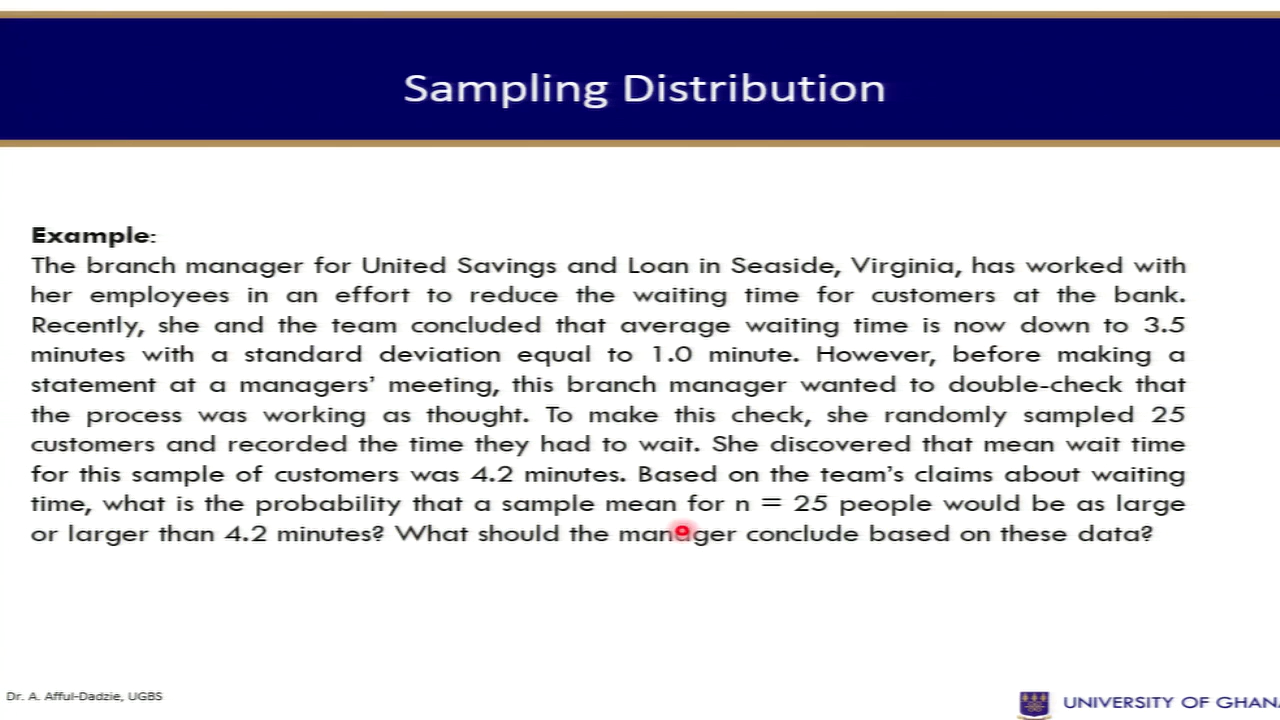 Sampling Distribution
Example:
The branch manager for United Savings and Loan in Seaside, Virginia, has worked with
her employees in an effort to reduce the waiting time for customers at the bank.
Recently, she and the team concluded that average waiting time is now down to 3.5
minutes with a standard deviation equal to 1.0 minute. However, before making a
statement at a managers’ meeting, this branch manager wanted to double-check that
the process was working as thought. To make this check, she randomly sampled 25
customers and recorded the time they had to wait. She discovered that mean wait time
for this sample of customers was 4.2 minutes. Based on the team’s claims about waiting
time, what is the probability that a sample mean for n = 25 people would be as large
or larger than 4.2 minutes? What should the manager conclude based on these data?
Dr. A. Afful-Dadzie, UGBS
UNIVERSITY OF GHANA